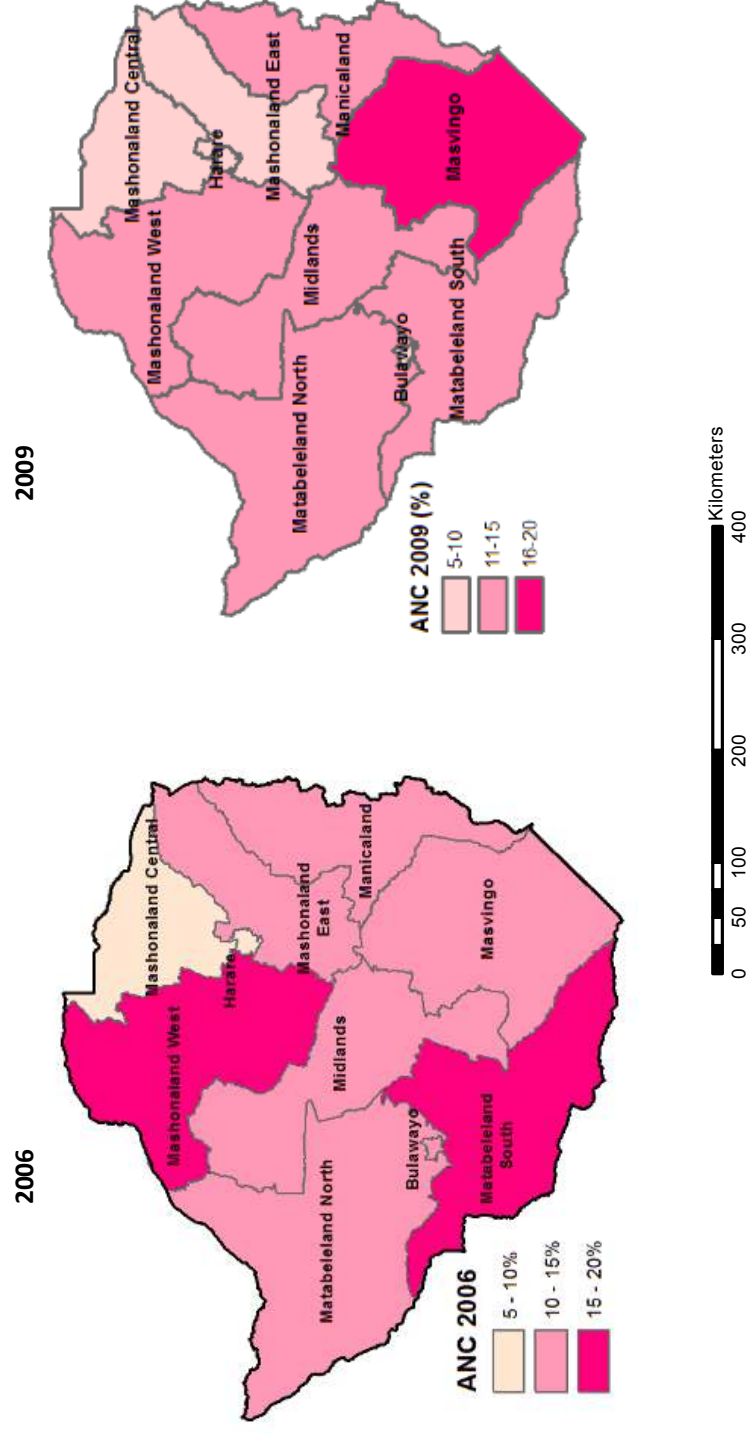 2006
Mashonaland Central
Mashonaland West
Harare
Mashonaland
East
Manicaland
Midlands
Matabeleland North
Masvingo
Bulawayo
Matabeleland
South
ANC 2006
5 - 10%
10 - 15%
15 - 20%
2009
Mashonaland Central
Mashonaland West
Harare
Mashonaland East
Manicaland
Midlands
Matabeleland North
Masvingo
Bulawayo
Matabeleland South
ANC 2009 (%)
5-10
11-15
16-20
0 50 100 200 300 400
Kilometers